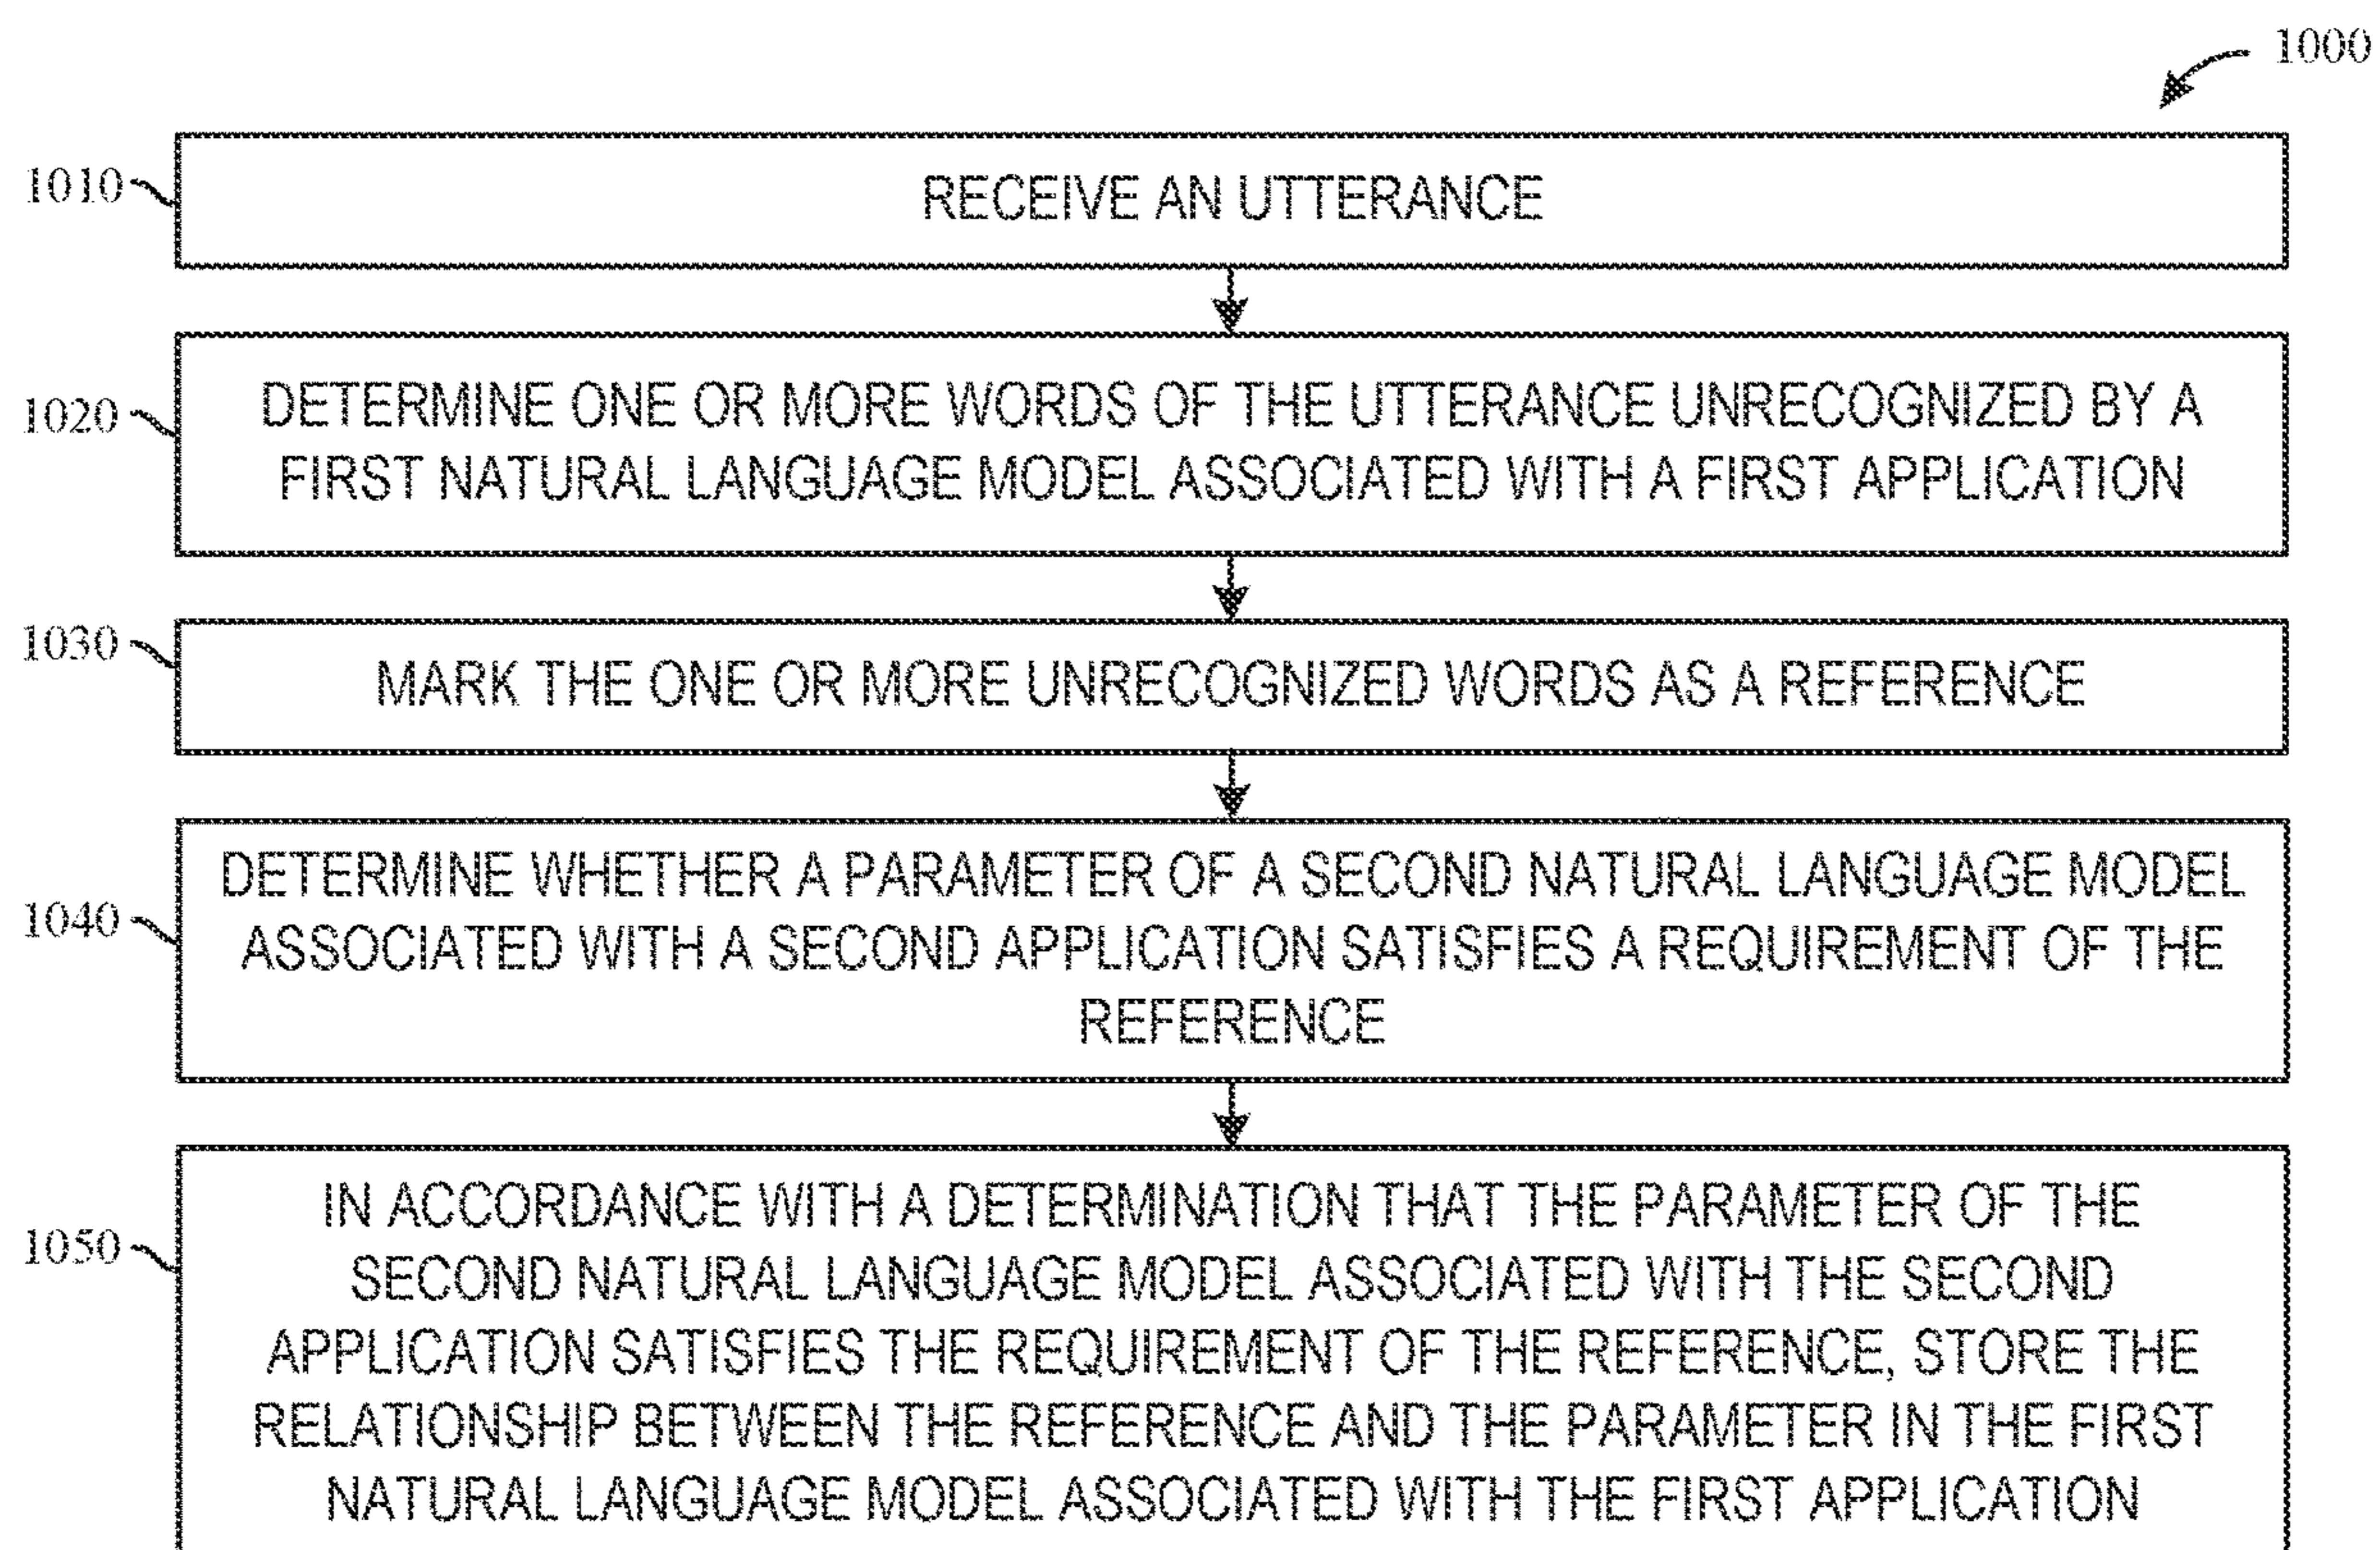 1000
1010
RECEIVE AN UTTERANCE
1020
DETERMINE ONE OR MORE WORDS OF THE UTTERANCE UNRECOGNIZED BY A
FIRST NATURAL LANGUAGE MODEL ASSOCIATED WITH A FIRST APPLICATION
1030
MARK THE ONE OR MORE UNRECOGNIZED WORDS AS A REFERENCE
1040
DETERMINE WHETHER A PARAMETER OF A SECOND NATURAL LANGUAGE MODEL
ASSOCIATED WITH A SECOND APPLICATION SATISFIES A REQUIREMENT OF THE
REFERENCE
1050
IN ACCORDANCE WITH A DETERMINATION THAT THE PARAMETER OF THE
SECOND NATURAL LANGUAGE MODEL ASSOCIATED WITH THE SECOND
APPLICATION SATISFIES THE REQUIREMENT OF THE REFERENCE, STORE THE
RELATIONSHIP BETWEEN THE REFERENCE AND THE PARAMETER IN THE FIRST
NATURAL LANGUAGE MODEL ASSOCIATED WITH THE FIRST APPLICATION